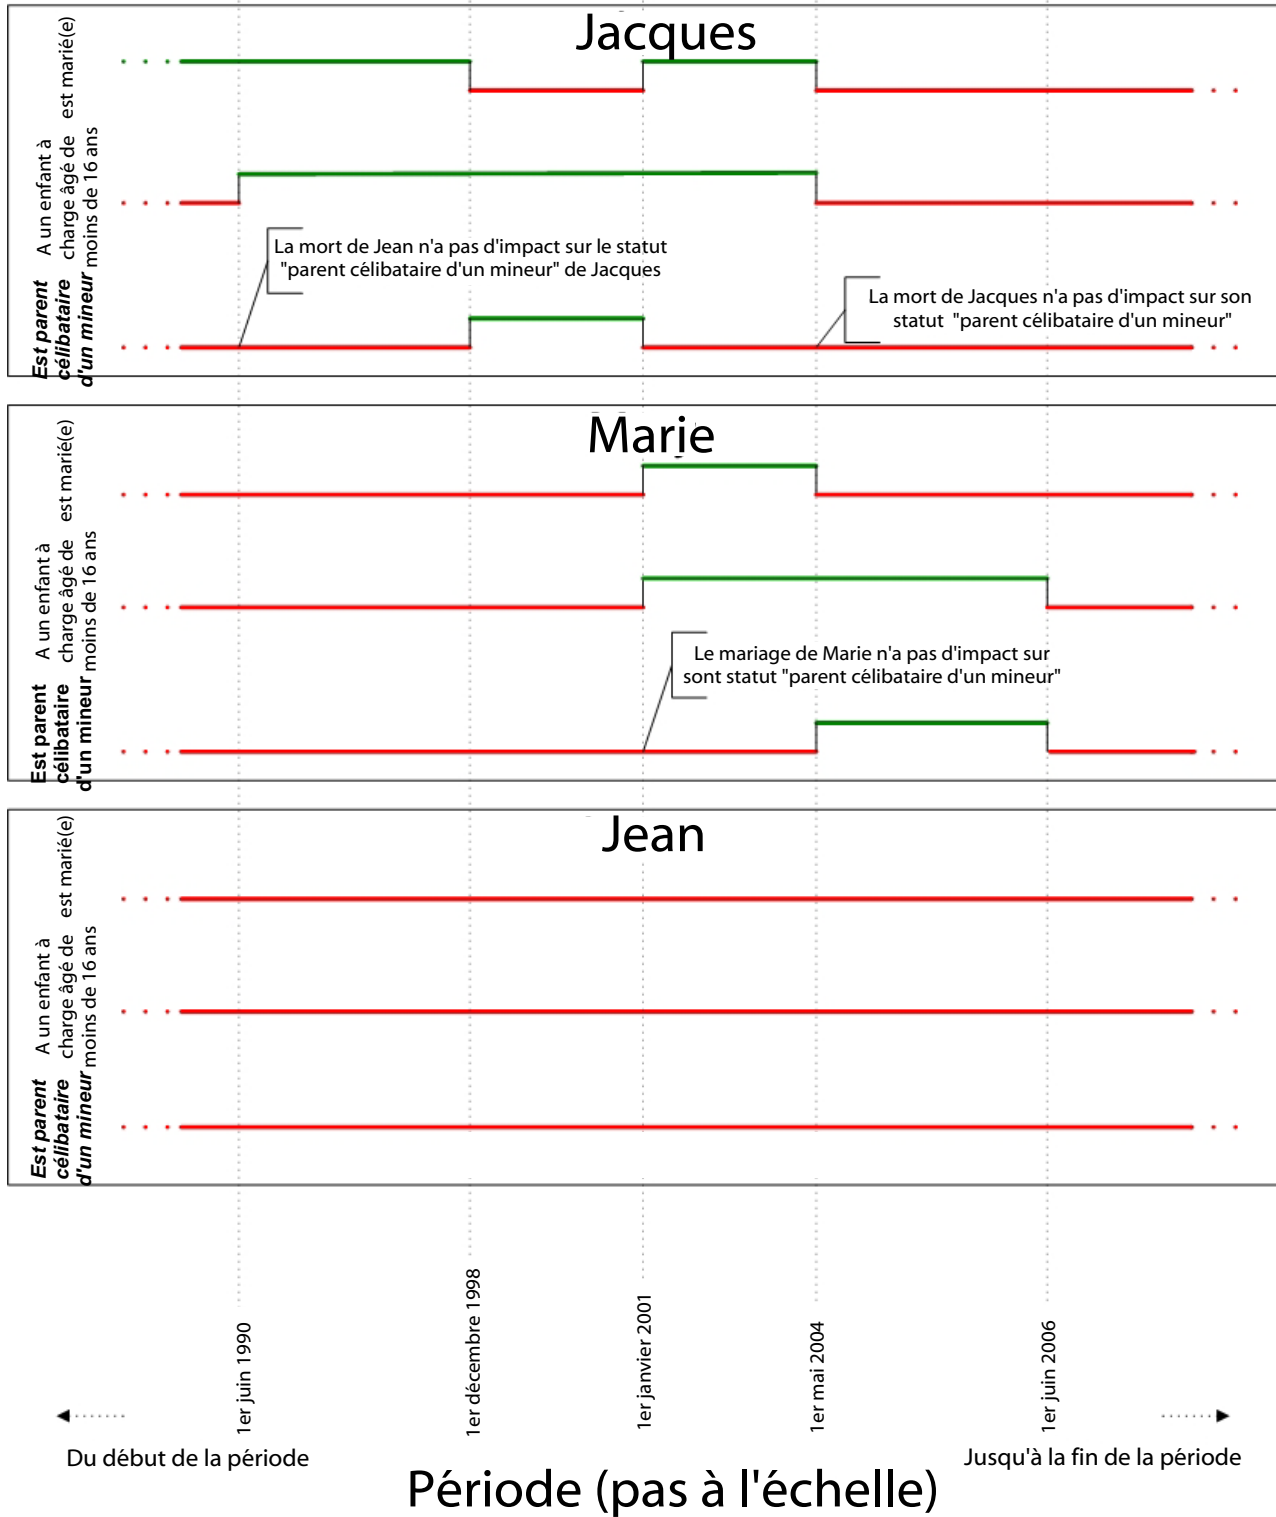 Jacques
est marié(e)
A un enfant à
charge âgé de
moins de 16 ans
Est parent
célibataire
d'un mineur
La mort de Jean n'a pas d'impact sur le statut
"parent célibataire d'un mineur" de Jacques
La mort de Jacques n'a pas d'impact sur son
statut "parent célibataire d'un mineur"
Marie
est marié(e)
A un enfant à
charge âgé de
moins de 16 ans
Est parent
célibataire
d'un mineur
Le mariage de Marie n'a pas d'impact sur
sont statut "parent célibataire d'un mineur"
Jean
est marié(e)
A un enfant à
charge âgé de
moins de 16 ans
Est parent
célibataire
d'un mineur
1er juin 1990
1er décembre 1998
1er janvier 2001
1er mai 2004
1er juin 2006
Du début de la période
Jusqu'à la fin de la période
Période (pas à l'échelle)